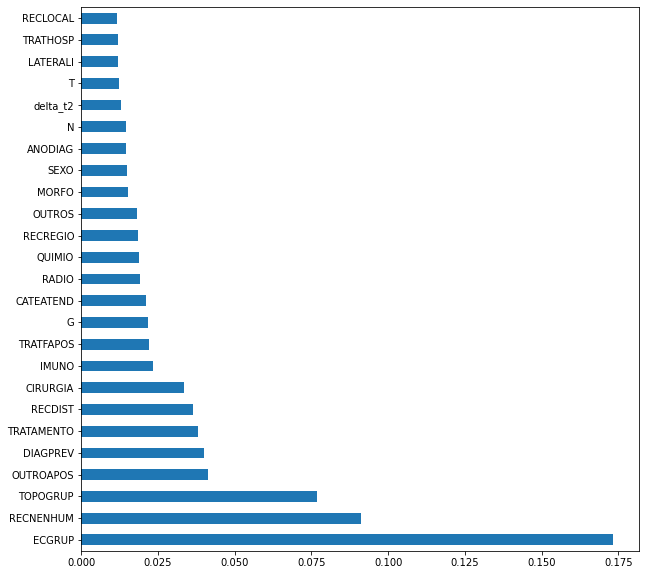 RECLOCAL
TRATHOSP
LATERALI
T
delta_t2
N
ANODIAG
SEXO
MORFO
OUTROS
RECREGIO
QUIMIO
RADIO
CATEATEND
G
TRATFAPOS
IMUNO
CIRURGIA
RECDIST
TRATAMENTO
DIAGPREV
OUTROAPOS
TOPOGRUP
RECNENHUM
ECGRUP
0.000 0.025 0.050 0.075 0.100 0.125 0.150 0.175